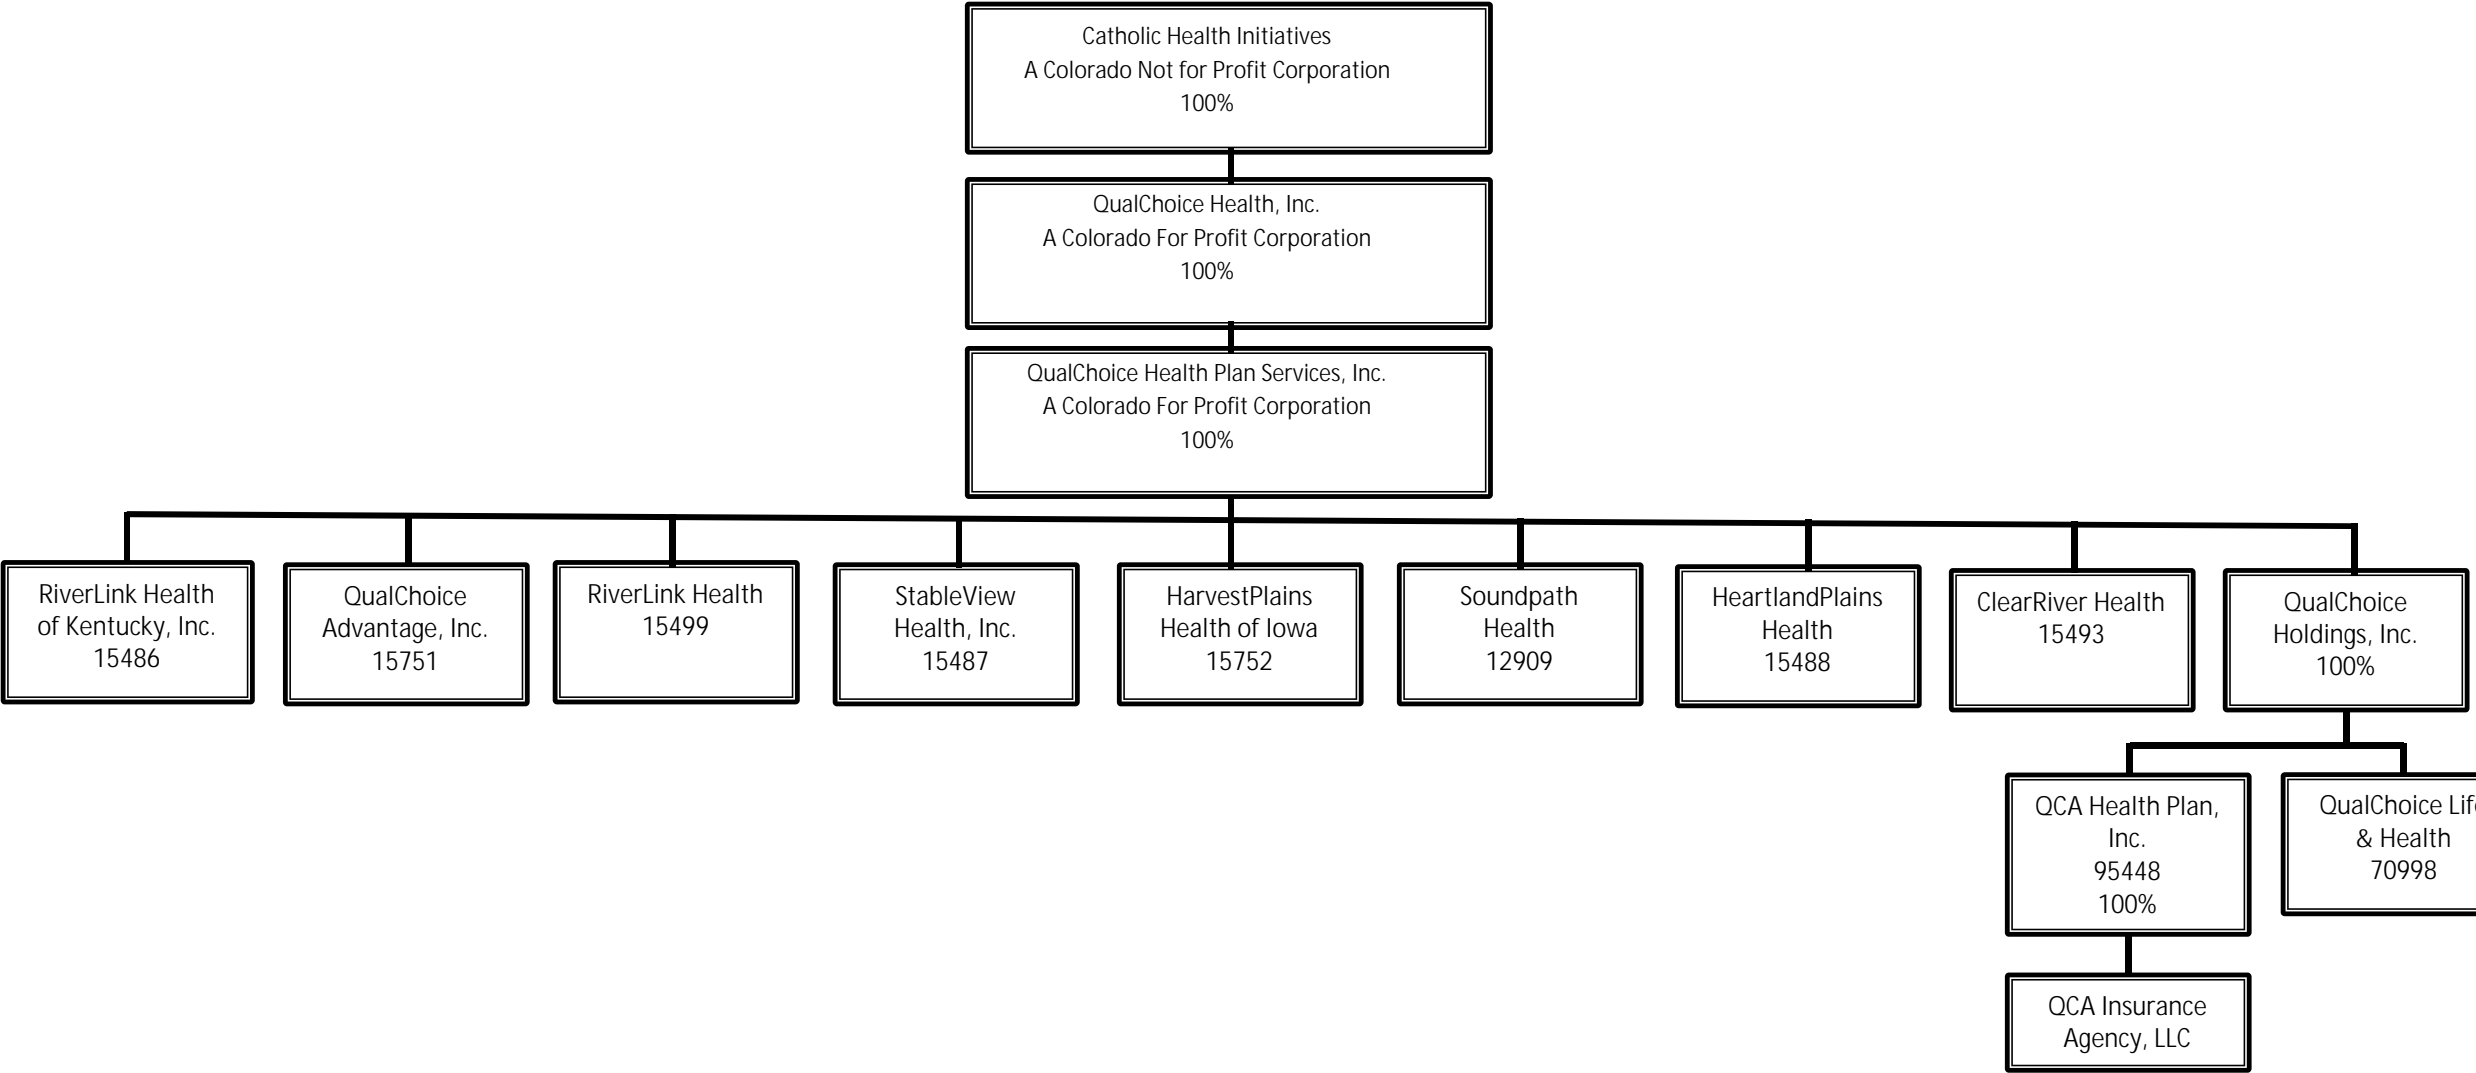 Catholic Health Initiatives
A Colorado Not for Profit Corporation
100%
QualChoice Health, Inc.
A Colorado For Profit Corporation
100%
QualChoice Health Plan Services, Inc.
A Colorado For Profit Corporation
100%
RiverLink Health
of Kentucky, Inc.
15486
QualChoice
Advantage, Inc.
15751
RiverLink Health
15499
StableView
Health, Inc.
15487
HarvestPlains
Health of Iowa
15752
Soundpath
Health
12909
HeartlandPlains
Health
15488
ClearRiver Health
15493
QualChoice
Holdings, Inc.
100%
QCA Health Plan,
Inc.
95448
100%
QualChoice
& Health
70998
QCA Insurance
Agency, LLC